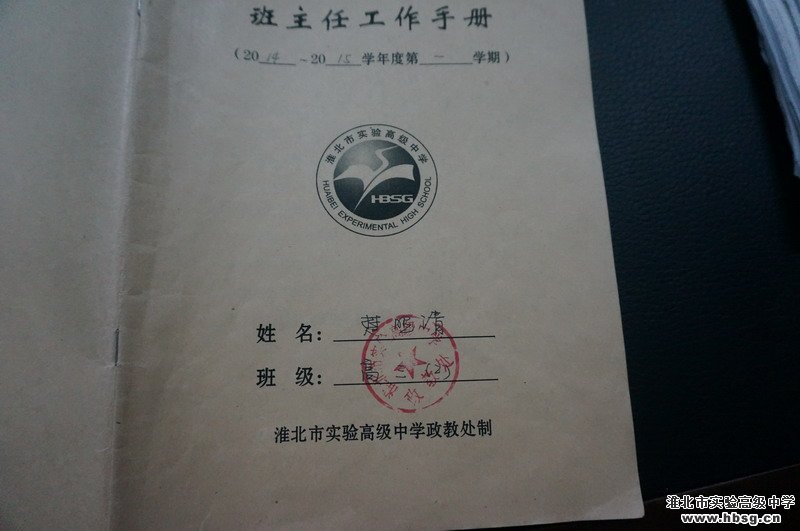 班主任工作手册
(2014~2015学年度第一学期)
淮北市实验高级中学
HBSG
HUAIBEI EXPERIMENTAL HIGH SCHOOL
姓 名:
班 级: 高
淮北市实验高级中学政教处制
淮北市实验高级中学
www.hbsg.cn